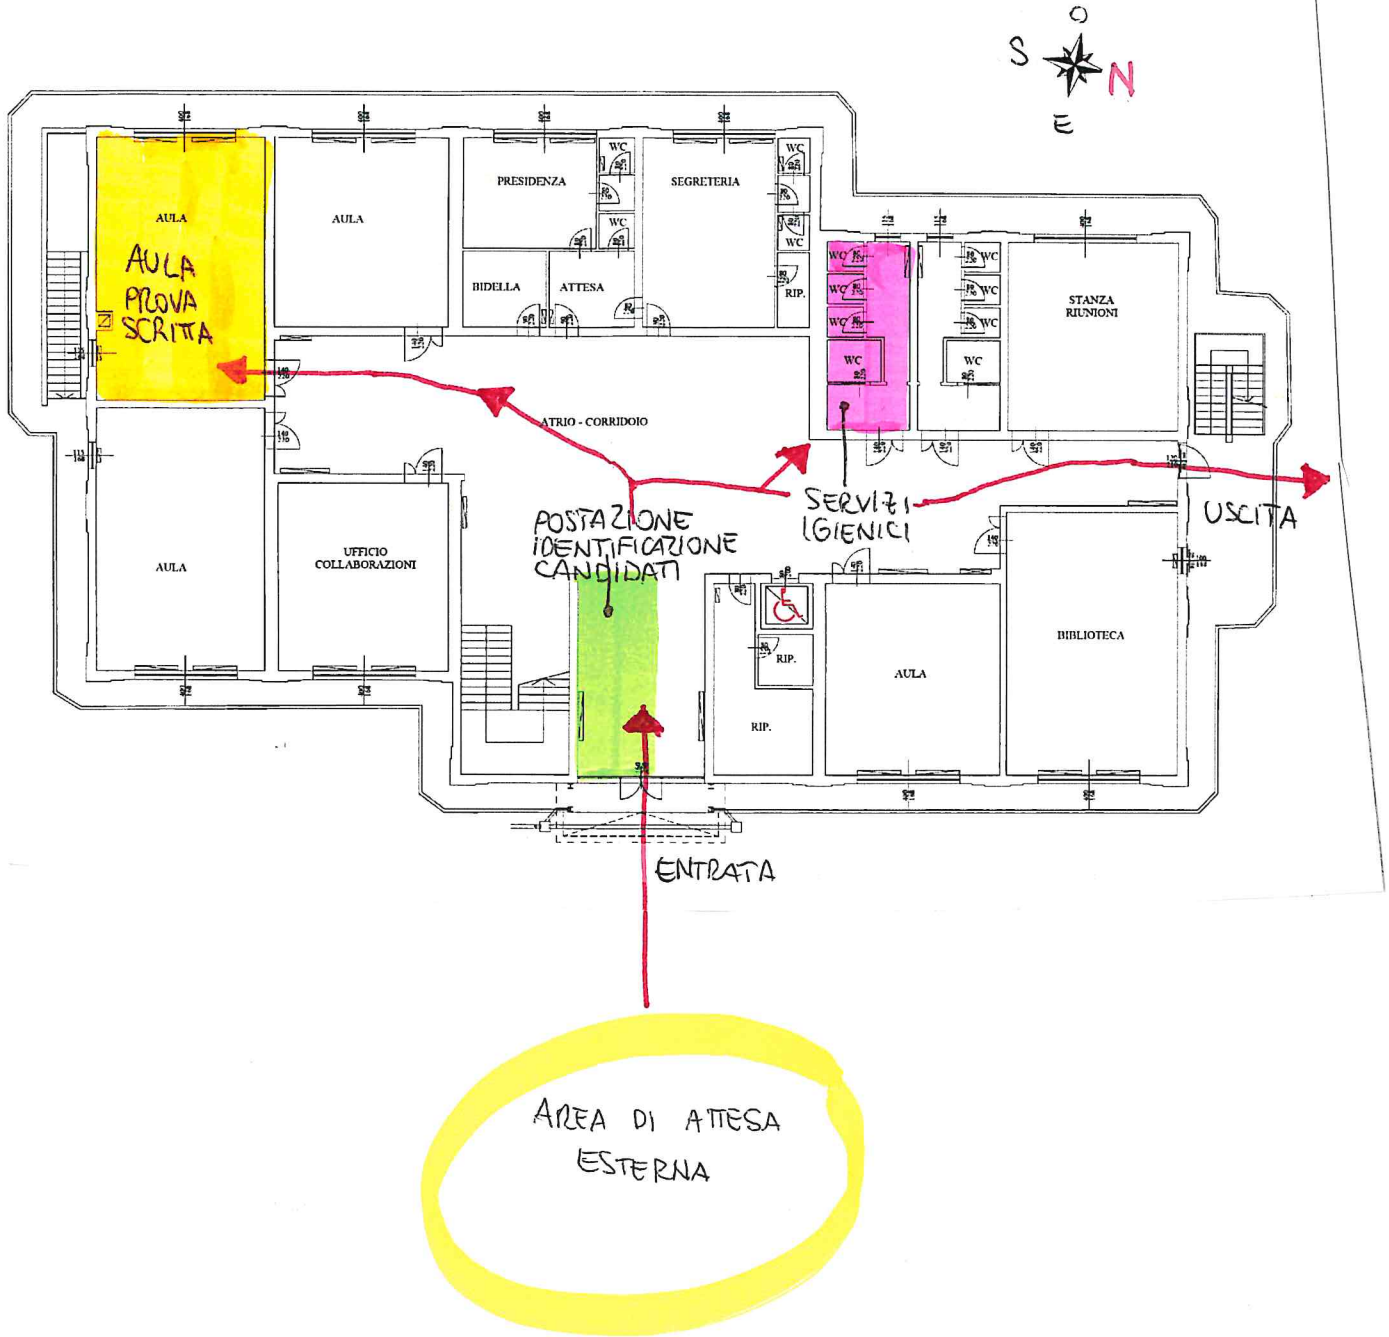 O
S
N
E
WC
WC
PRESIDENZA
SEGRETERIA
AULA
AULA
WC
WC
AULA
PROVA
SCRITTA
BIDELLA
ATTESA
RIP.
WC
WC
WC
WC
WC
WC
WC
WC
STANZA
RIUNIONI
ATRIO - CORRIDOIO
SERVIZI
IGIENICI
USCITA
POSTAZIONE
IDENTIFICAZIONE
CANDIDATI
UFFICIO
COLLABORAZIONI
AULA
BIBLIOTECA
RIP.
AULA
RIP.
ENTRATA
AREA DI ATTESA
ESTERNA